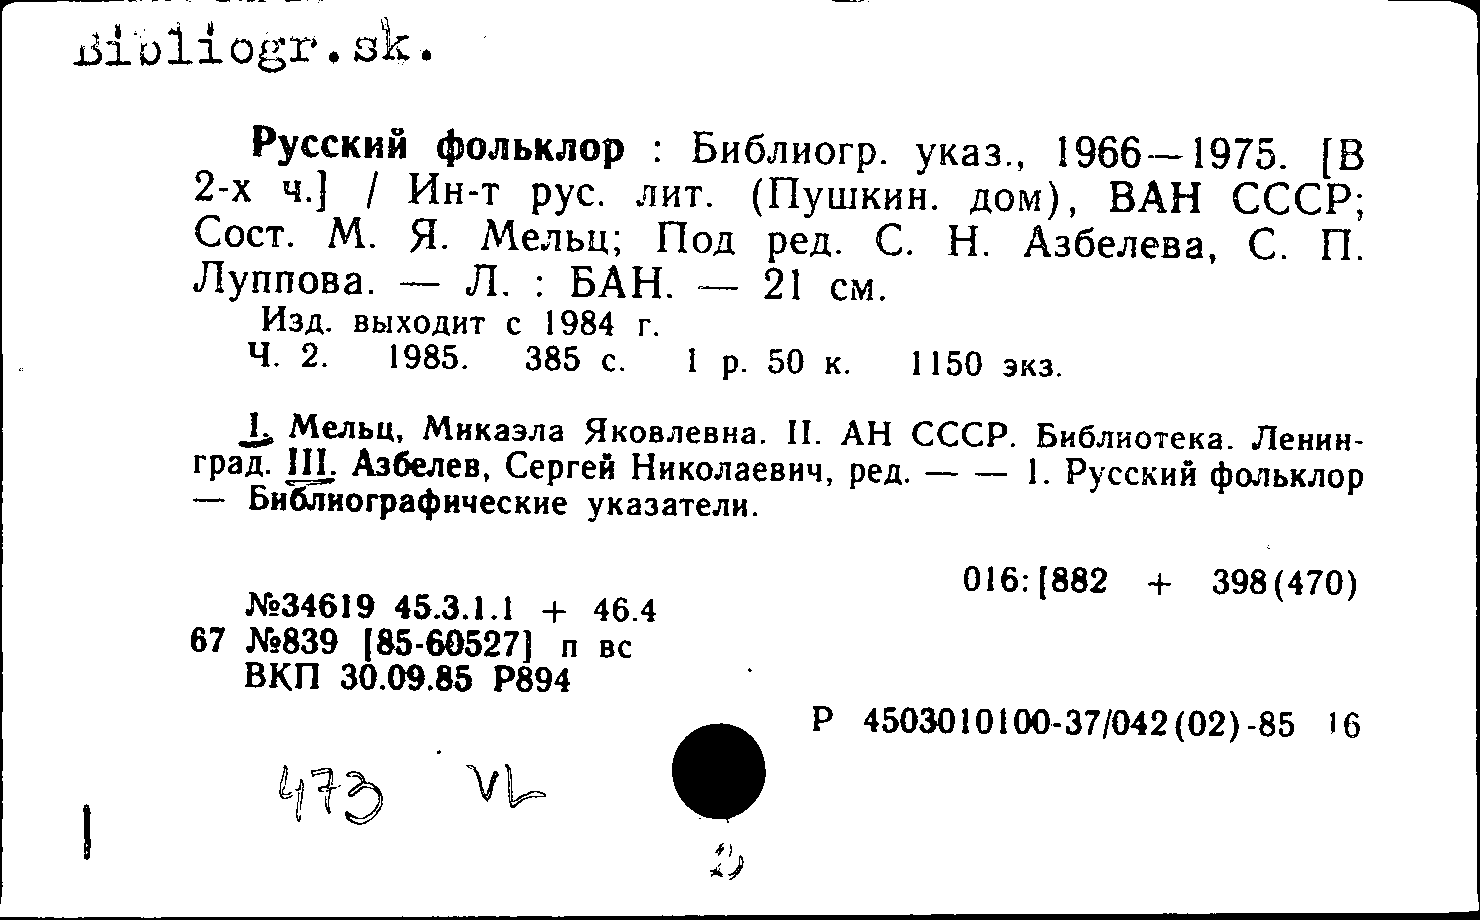 Bibliogr.sk.
Русский фольклор : Библиогр. указ., 1966—1975. [В
2-х ч.] / Ин-т рус. лит. (Пушкин. дом), BAH СССР;
Сост. М. Я. Мельц; Под ред. С. Н. Азбелева, С. П.
Луппова. — Л. : БАН. — 21 см.
Изд. выходит с 1984 г.
Ч. 2. 1985. 385 с. 1 р. 50 к. 1150 экз.
I. Мельц, Микаэла Яковлевна. II. АН СССР. Библиотека. Ленин-
град. III. Азбелев, Сергей Николаевич, ред. — — 1. Русский фольклор
— Библиографические указатели.
016:[882 + 398(470)
№34619 45.3.1.1 + 46.4
67 №839 [85-60527] п вс
ВКП 30.09.85 Р894
Р 4503010100-37/042(02)-85 16
473 VL